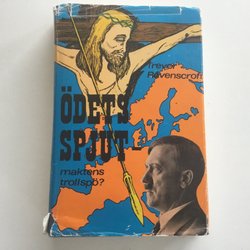 Trevor
Ravenscroft
ÖDETS
SPJUT
maktens
trollspö?